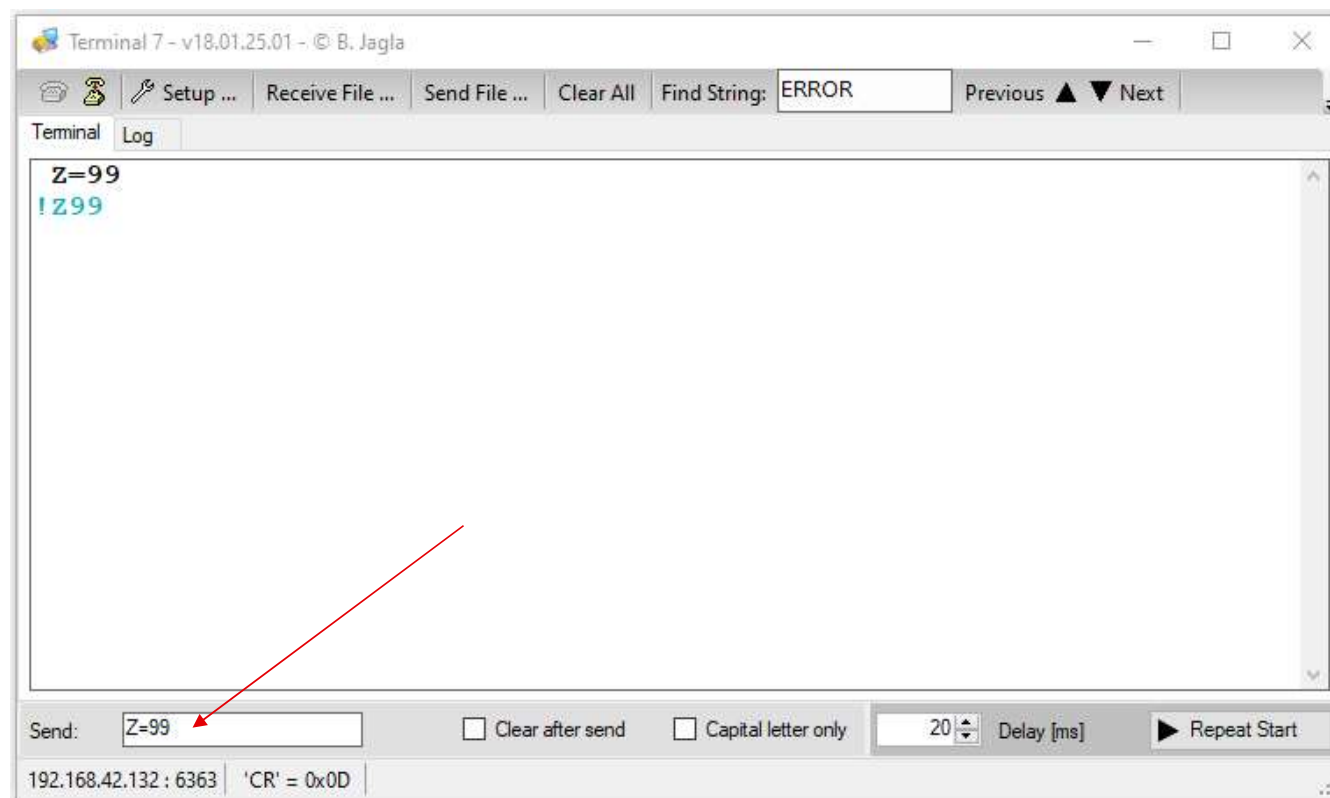 Terminal 7 - v18.01.25.01 - © B. Jagla
Setup ... Receive File ... Send File ... Clear All Find String: ERROR Previous ▲ ▼ Next
Terminal Log
Z=99
!Z99
Send: Z=99 Clear after send Capital letter only 20 Delay [ms] Repeat Start
192.168.42.132 : 6363 'CR' = 0x0D